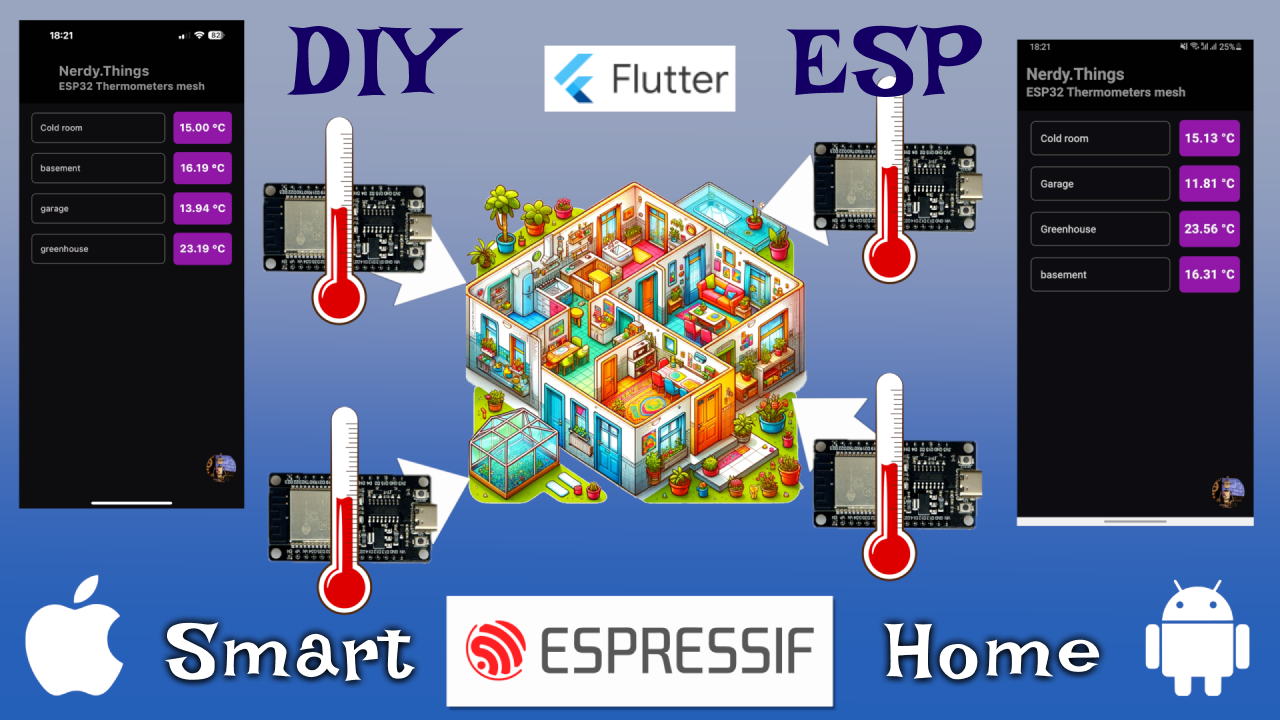 DIY
ESP
Flutter
18:21
82
Nerdy.Things
ESP32 Thermometers mesh
Cold room
15.00 °C
basement
16.19 °C
garage
13.94 °C
greenhouse
23.19 °C
18:21
25%
Nerdy.Things
ESP32 Thermometers mesh
Cold room
15.13 °C
Garage
11.81 °C
Greenhouse
23.56 °C
basement
16.31 °C
Smart
ESPRESSIF
Home